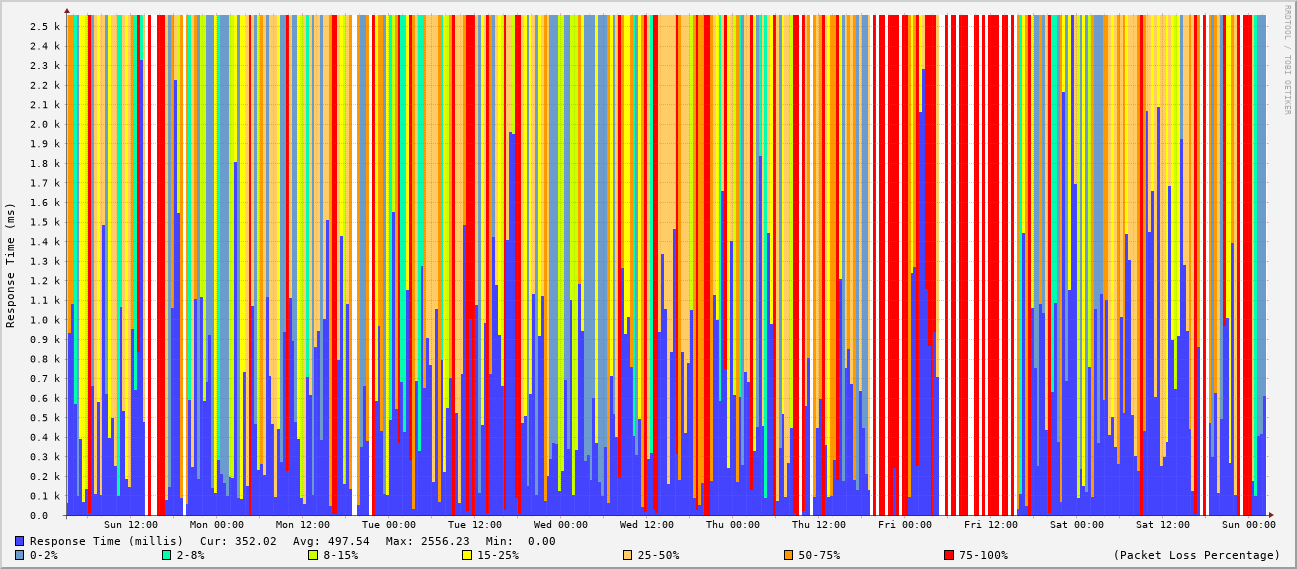 RRDTOOL / TOBI OETIKER
Response Time (ms)
2.5 k
2.4 k
2.3 k
2.2 k
2.1 k
2.0 k
1.9 k
1.8 k
1.7 k
1.6 k
1.5 k
1.4 k
1.3 k
1.2 k
1.1 k
1.0 k
0.9 k
0.8 k
0.7 k
0.6 k
0.5 k
0.4 k
0.3 k
0.2 k
0.1 k
0.0
Sun 12:00 Mon 00:00 Mon 12:00 Tue 00:00 Tue 12:00 Wed 00:00 Wed 12:00 Thu 00:00 Thu 12:00 Fri 00:00 Fri 12:00 Sat 00:00 Sat 12:00 Sun 00:00
Response Time (millis) Cur: 352.02 Avg: 497.54 Max: 2556.23 Min: 0.00
0-2% 2-8% 8-15% 15-25% 25-50% 50-75% 75-100% (Packet Loss Percentage)